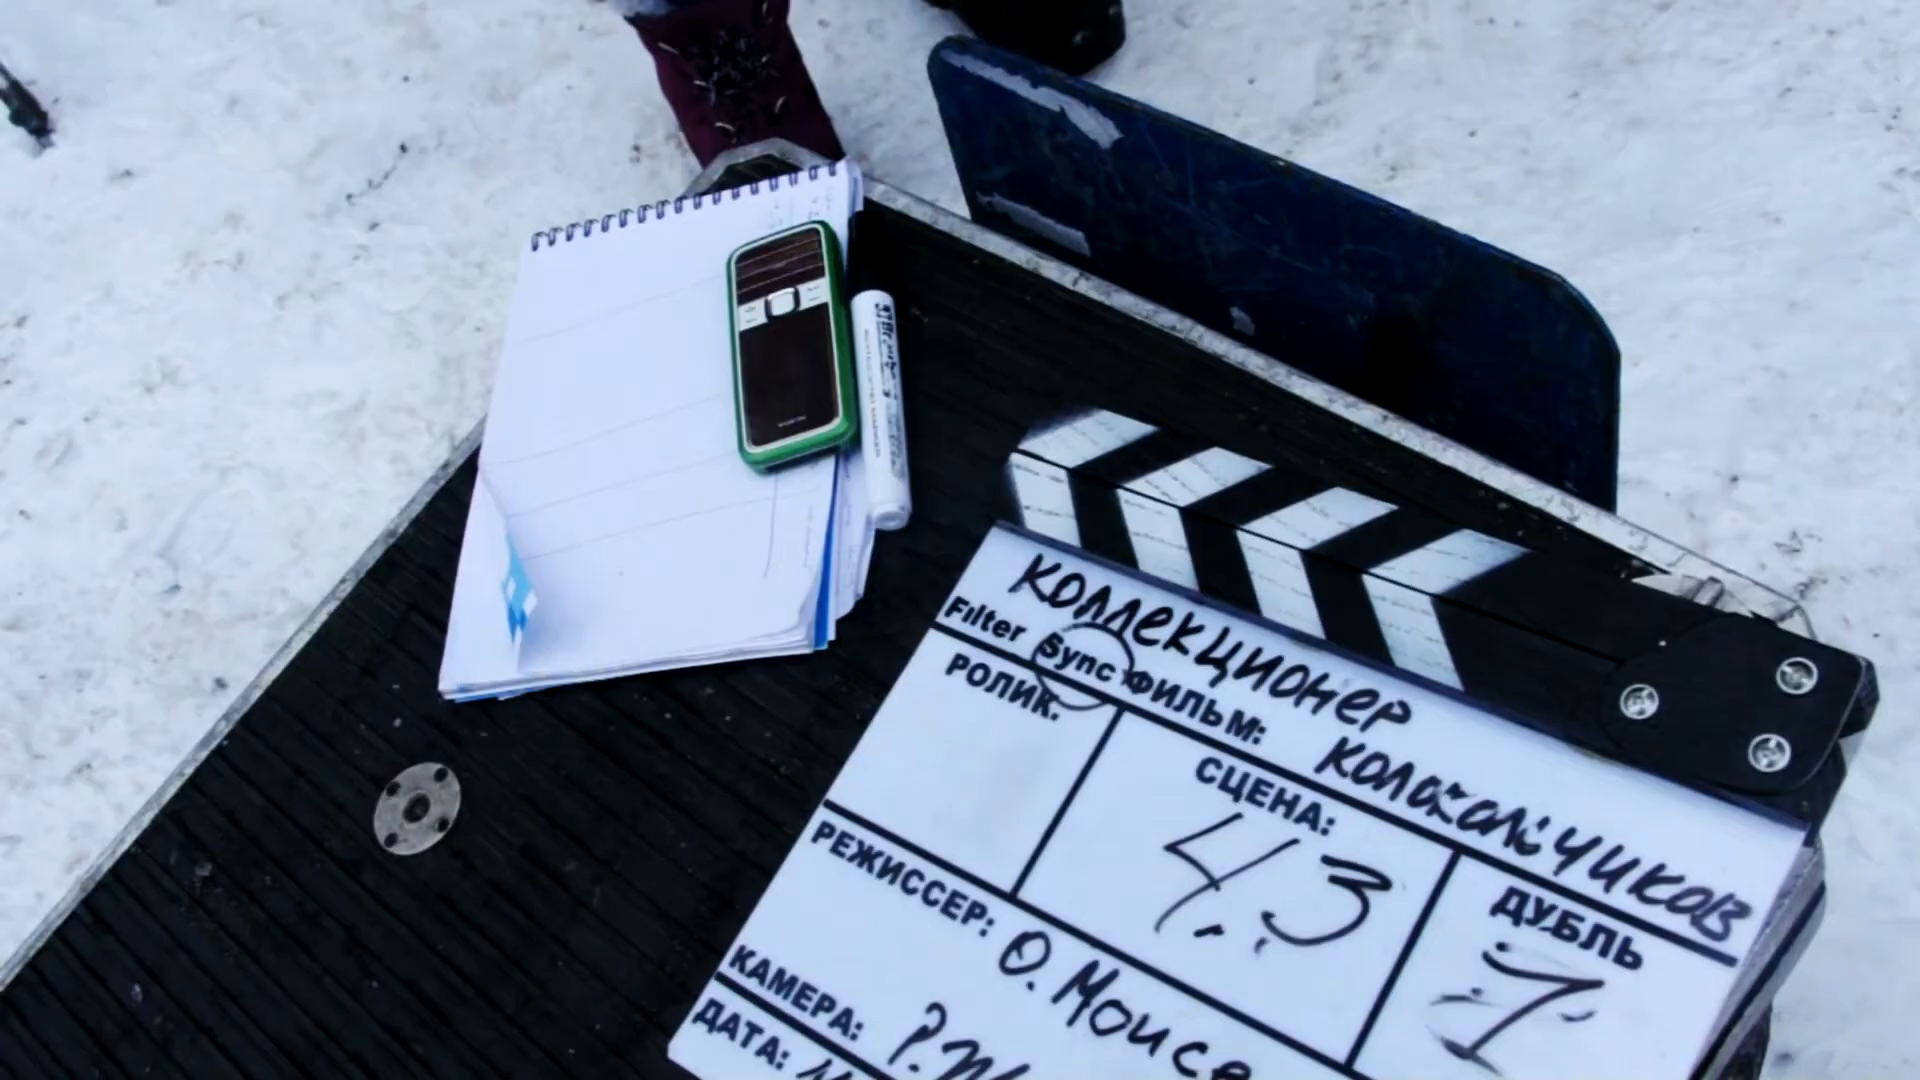 КОЛЛЕКЦИОНЕР
Filter Sync ФИЛЬМ: КОЛОКОЛЬЧИКОВ
РОЛИК:
СЦЕНА:
4.3
ДУБЛЬ
1
РЕЖИССЕР: О. Моисе
КАМЕРА: Р.
ДАТА: